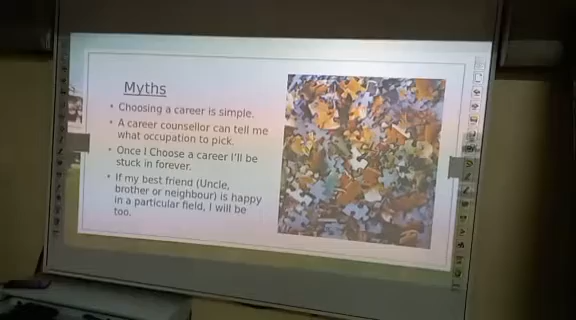 Myths
• Choosing a career is simple.
• A career counsellor can tell me
what occupation to pick.
• Once I Choose a career I'll be
stuck in forever.
• If my best friend (Uncle,
brother or neighbour) is happy
in a particular field, I will be
too.